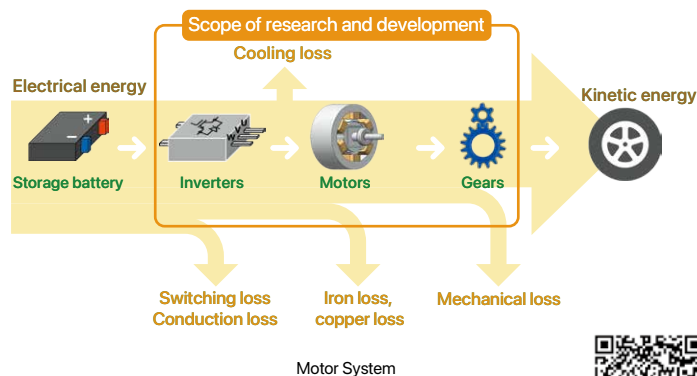 Scope of research and development
Cooling loss
Electrical energy
Kinetic energy
+
−
W V U
Storage battery
Inverters
Motors
Gears
Switching loss
Conduction loss
Iron loss,
copper loss
Mechanical loss
Motor System